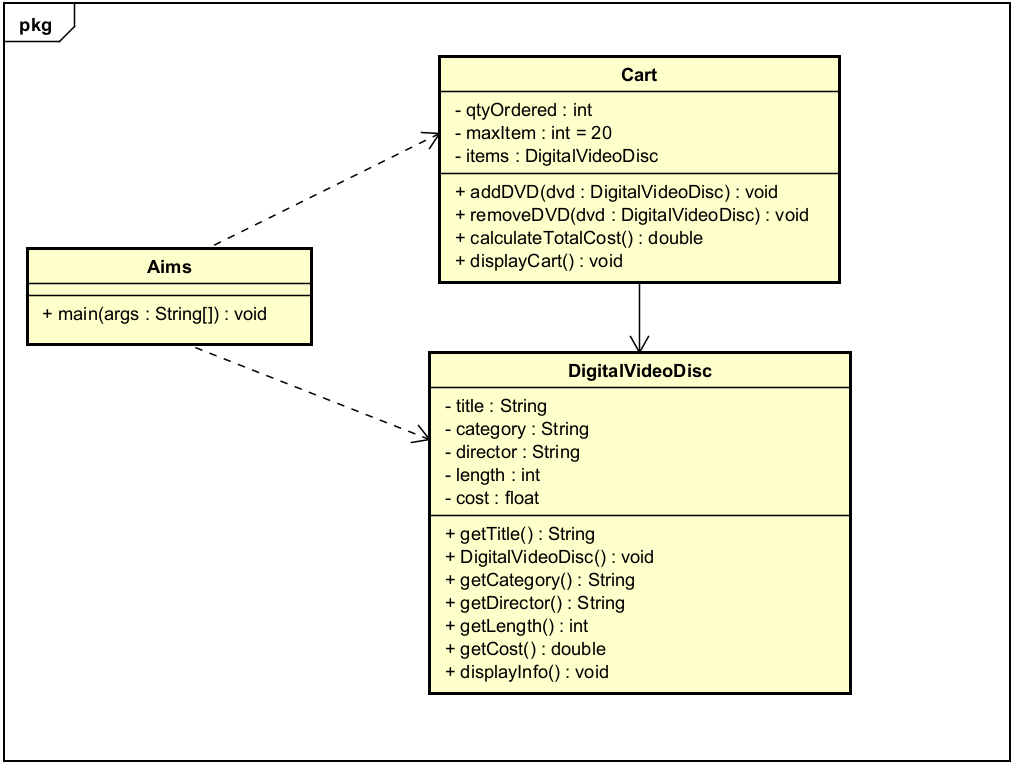 pkg
Cart
- qtyOrdered : int
- maxItem : int = 20
- items : DigitalVideoDisc
+ addDVD(dvd : DigitalVideoDisc) : void
+ removeDVD(dvd : DigitalVideoDisc) : void
+ calculateTotalCost() : double
+ displayCart() : void
Aims
+ main(args : String[]) : void
DigitalVideoDisc
- title : String
- category : String
- director : String
- length : int
- cost : float
+ getTitle() : String
+ DigitalVideoDisc() : void
+ getCategory() : String
+ getDirector() : String
+ getLength() : int
+ getCost() : double
+ displayInfo() : void